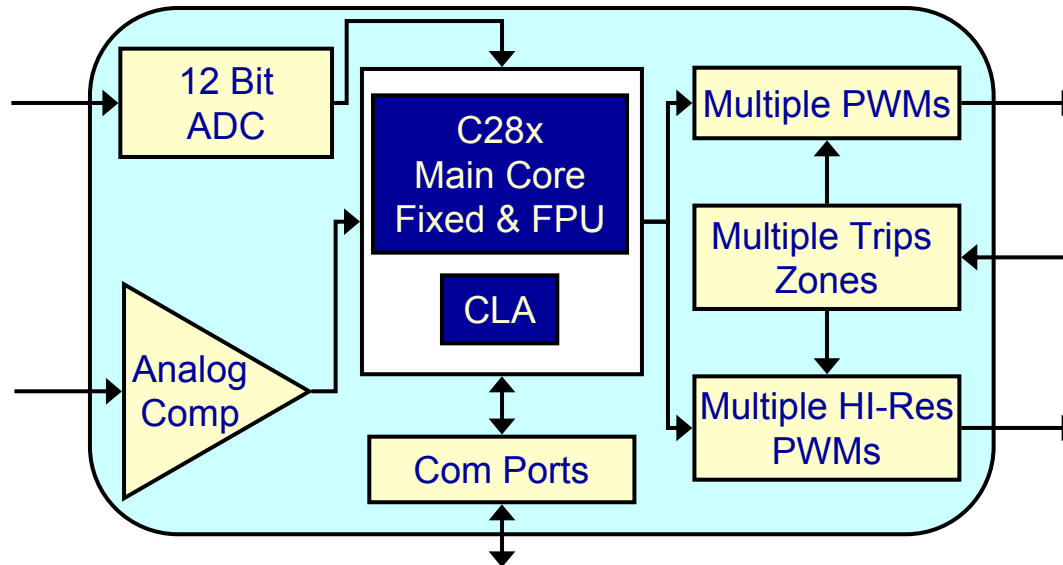 12 Bit
ADC
C28x
Main Core
Fixed & FPU
CLA
Analog
Comp
Com Ports
Multiple PWMs
Multiple Trips
Zones
Multiple HI-Res
PWMs